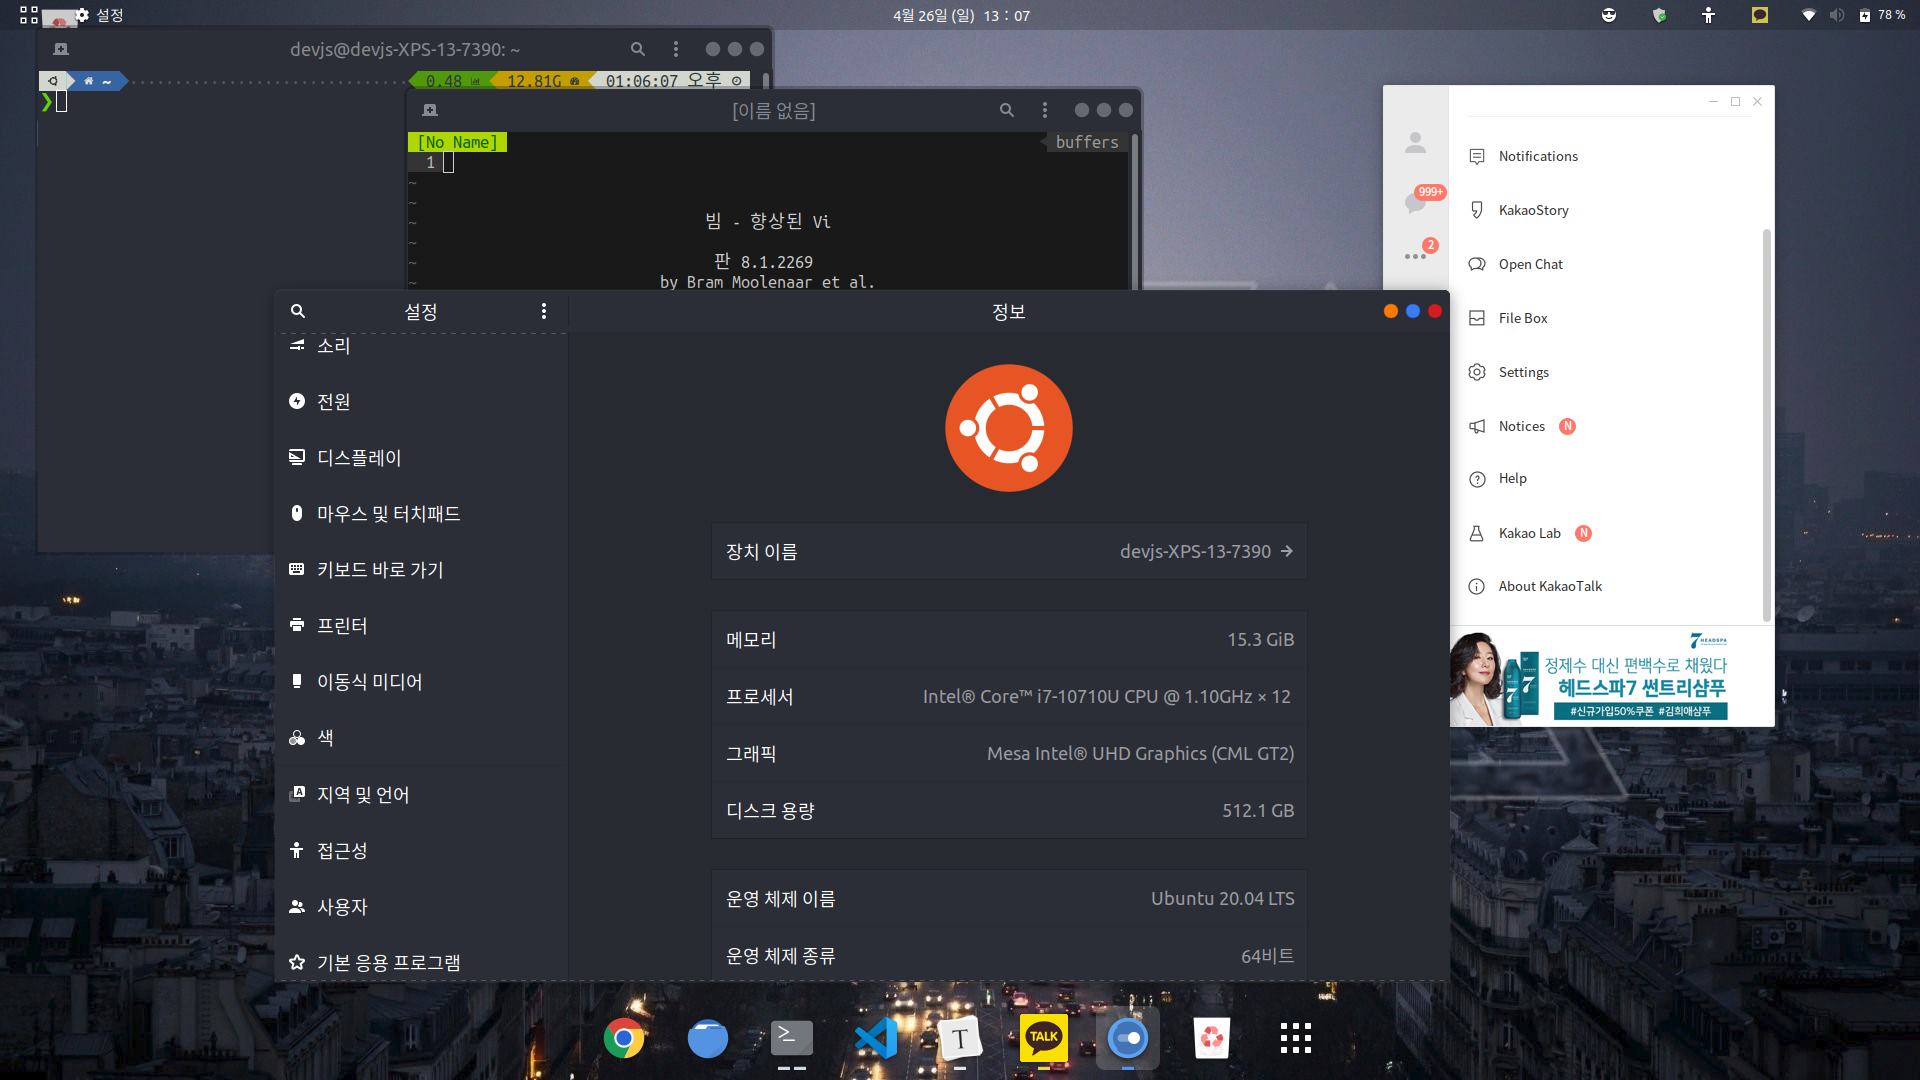 설정
4월 26일 (일) 13 : 07
78 %
devjs@devjs-XPS-13-7390: ~
~
0.48
12.81G
01:06:07 오후
❯
[이름 없음]
[No Name]
buffers
1
~
~
~
~
~
~
빔 - 향상된 Vi
판 8.1.2269
by Bram Moolenaar et al.
설정
소리
전원
디스플레이
마우스 및 터치패드
키보드 바로 가기
프린터
이동식 미디어
색
지역 및 언어
접근성
사용자
기본 응용 프로그램
정보
장치 이름 devjs-XPS-13-7390
메모리 15.3 GiB
프로세서 Intel® Core™ i7-10710U CPU @ 1.10GHz × 12
그래픽 Mesa Intel® UHD Graphics (CML GT2)
디스크 용량 512.1 GB
운영 체제 이름 Ubuntu 20.04 LTS
운영 체제 종류 64비트
999+
2
Notifications
KakaoStory
Open Chat
File Box
Settings
Notices N
Help
Kakao Lab N
About KakaoTalk
7 HEADSPA
정제수 대신 편백수로 채웠다
헤드스파7 썬트리샴푸
#신규가입50%쿠폰 #김희애샴푸
7
7
>_
T
TALK